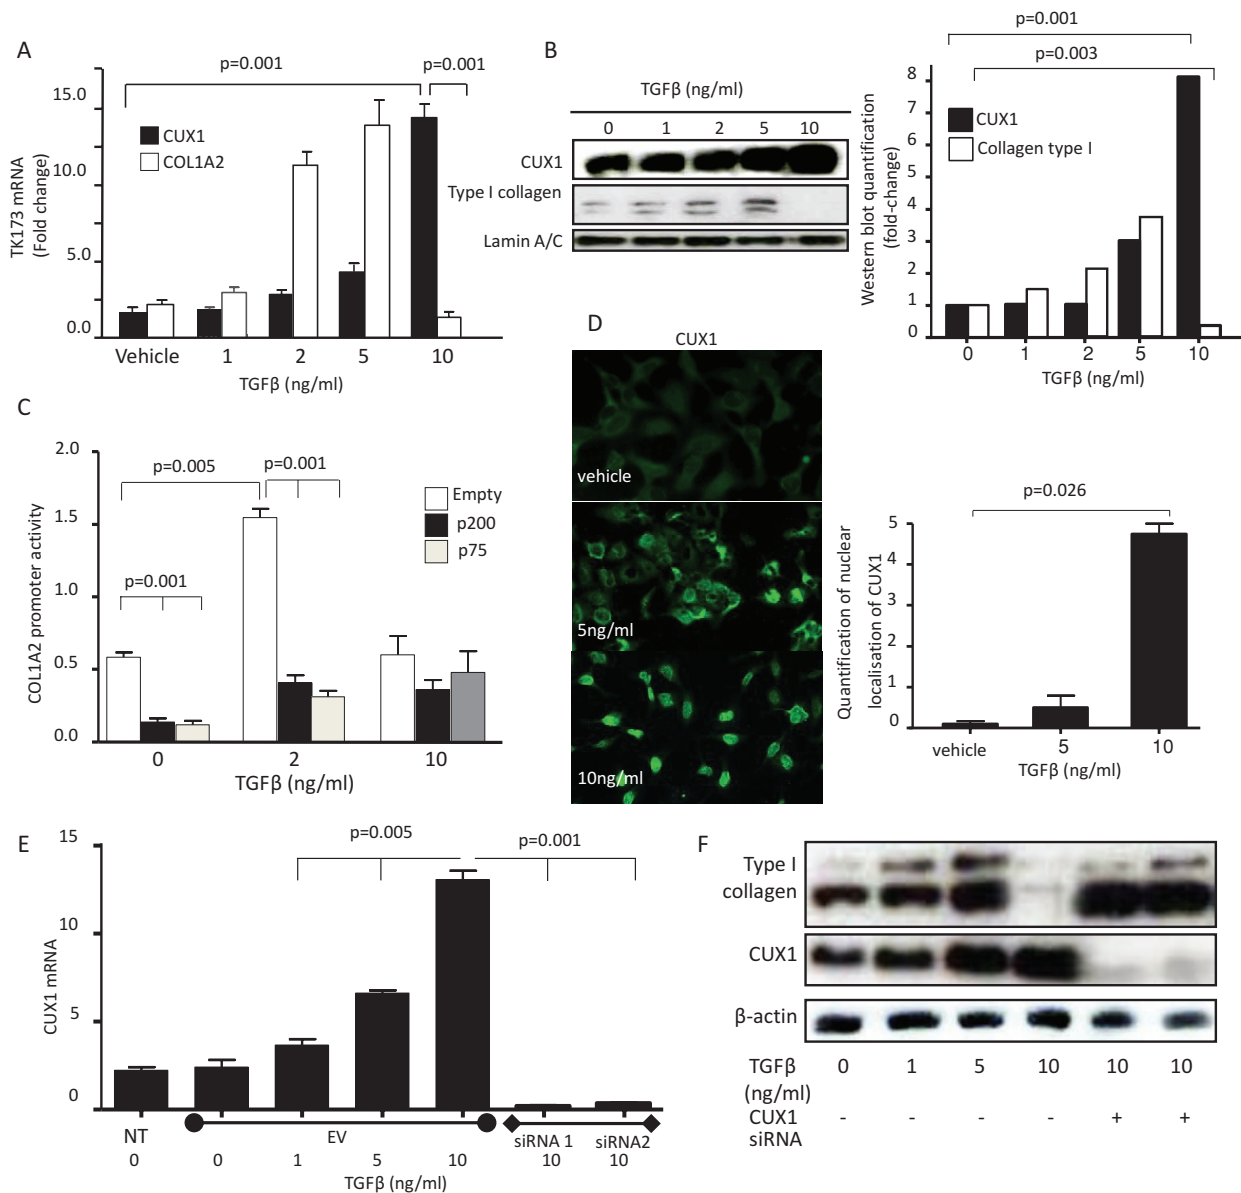 A
p=0.001
p=0.001
15.0
10.0
5.0
0.0
TK173 mRNA
(Fold change)
CUX1
COL1A2
Vehicle 1 2 5 10
TGFβ (ng/ml)
B
TGFβ (ng/ml)
0 1 2 5 10
CUX1
Type I collagen
Lamin A/C
p=0.001
p=0.003
8
7
6
5
4
3
2
1
0
Western blot quantification
(fold-change)
CUX1
Collagen type I
0 1 2 5 10
TGFβ (ng/ml)
C
2.0
1.5
1.0
0.5
0.0
COL1A2 promoter activity
p=0.005
p=0.001
p=0.001
Empty
p200
p75
0 2 10
TGFβ (ng/ml)
D
CUX1
vehicle
5ng/ml
10ng/ml
p=0.026
5
4
3
2
1
0
Quantification of nuclear
localisation of CUX1
vehicle 5 10
TGFβ (ng/ml)
E
15
10
5
0
CUX1 mRNA
p=0.005
p=0.001
NT EV siRNA 1 siRNA2
0 0 1 5 10 10 10
TGFβ (ng/ml)
F
Type I
collagen
CUX1
β-actin
TGFβ 0 1 5 10 10 10
(ng/ml)
CUX1 - - - - + +
siRNA